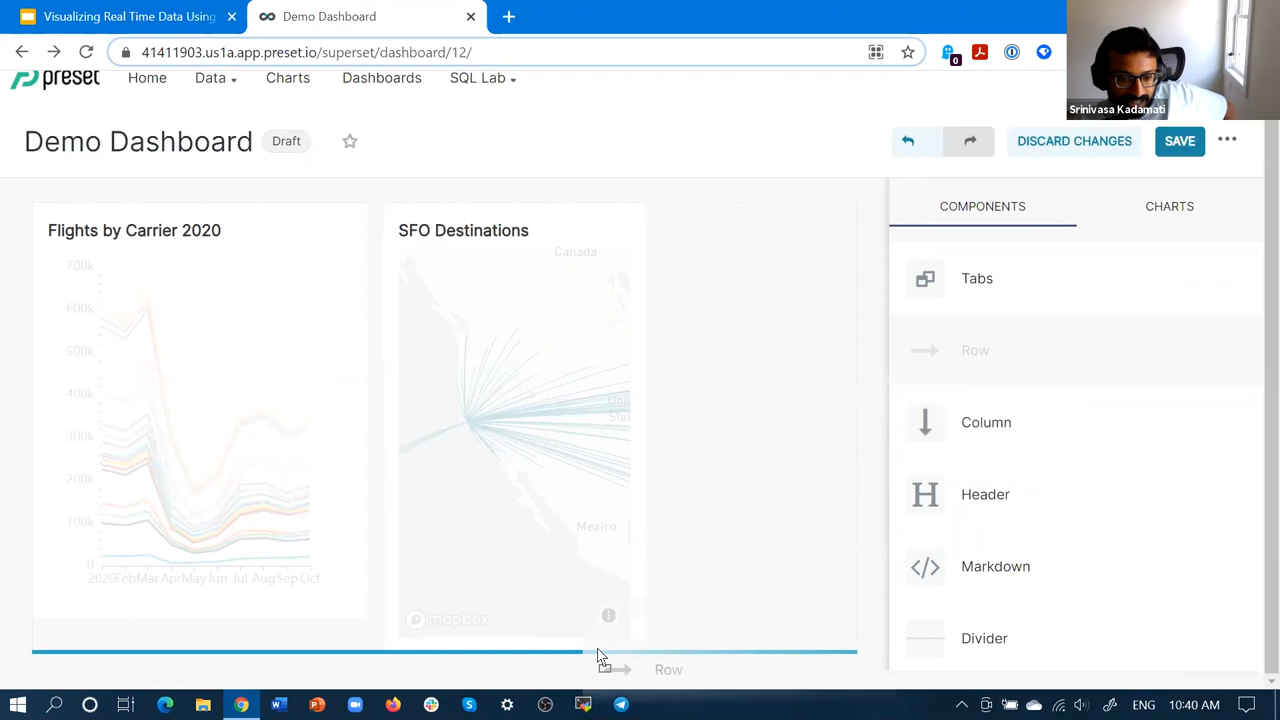 Visualizing Real Time Data Using
Demo Dashboard
41411903.us1a.app.preset.io/superset/dashboard/12/
0
Srinivasa Kadamati
preset
Home
Data
Charts
Dashboards
SQL Lab
Demo Dashboard
Draft
DISCARD CHANGES
SAVE
COMPONENTS
CHARTS
Flights by Carrier 2020
700k
600k
500k
400k
300k
200k
100k
0
2020FebMarAprMayJun JulAugSepOct
SFO Destinations
Canada
Mexico
mapbox
Tabs
Row
Column
Header
Markdown
Divider
Row
ENG
10:40 AM